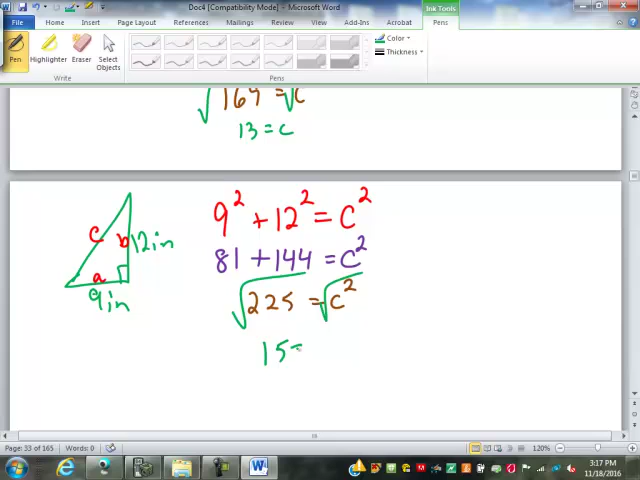 Doc4 [Compatibility Mode] - Microsoft Word
Ink Tools
File Home Insert Page Layout References Mailings Review View Add-Ins Acrobat Pens
Pen Highlighter Eraser Select Objects
Color
Thickness
Write Pens
√169 = √c
13 = c
9² + 12² = c²
c b 12in
81 + 144 = c²
a
9in
√225 = √c²
15=
Page: 33 of 165 Words: 0 120%
3:17 PM
11/18/2016